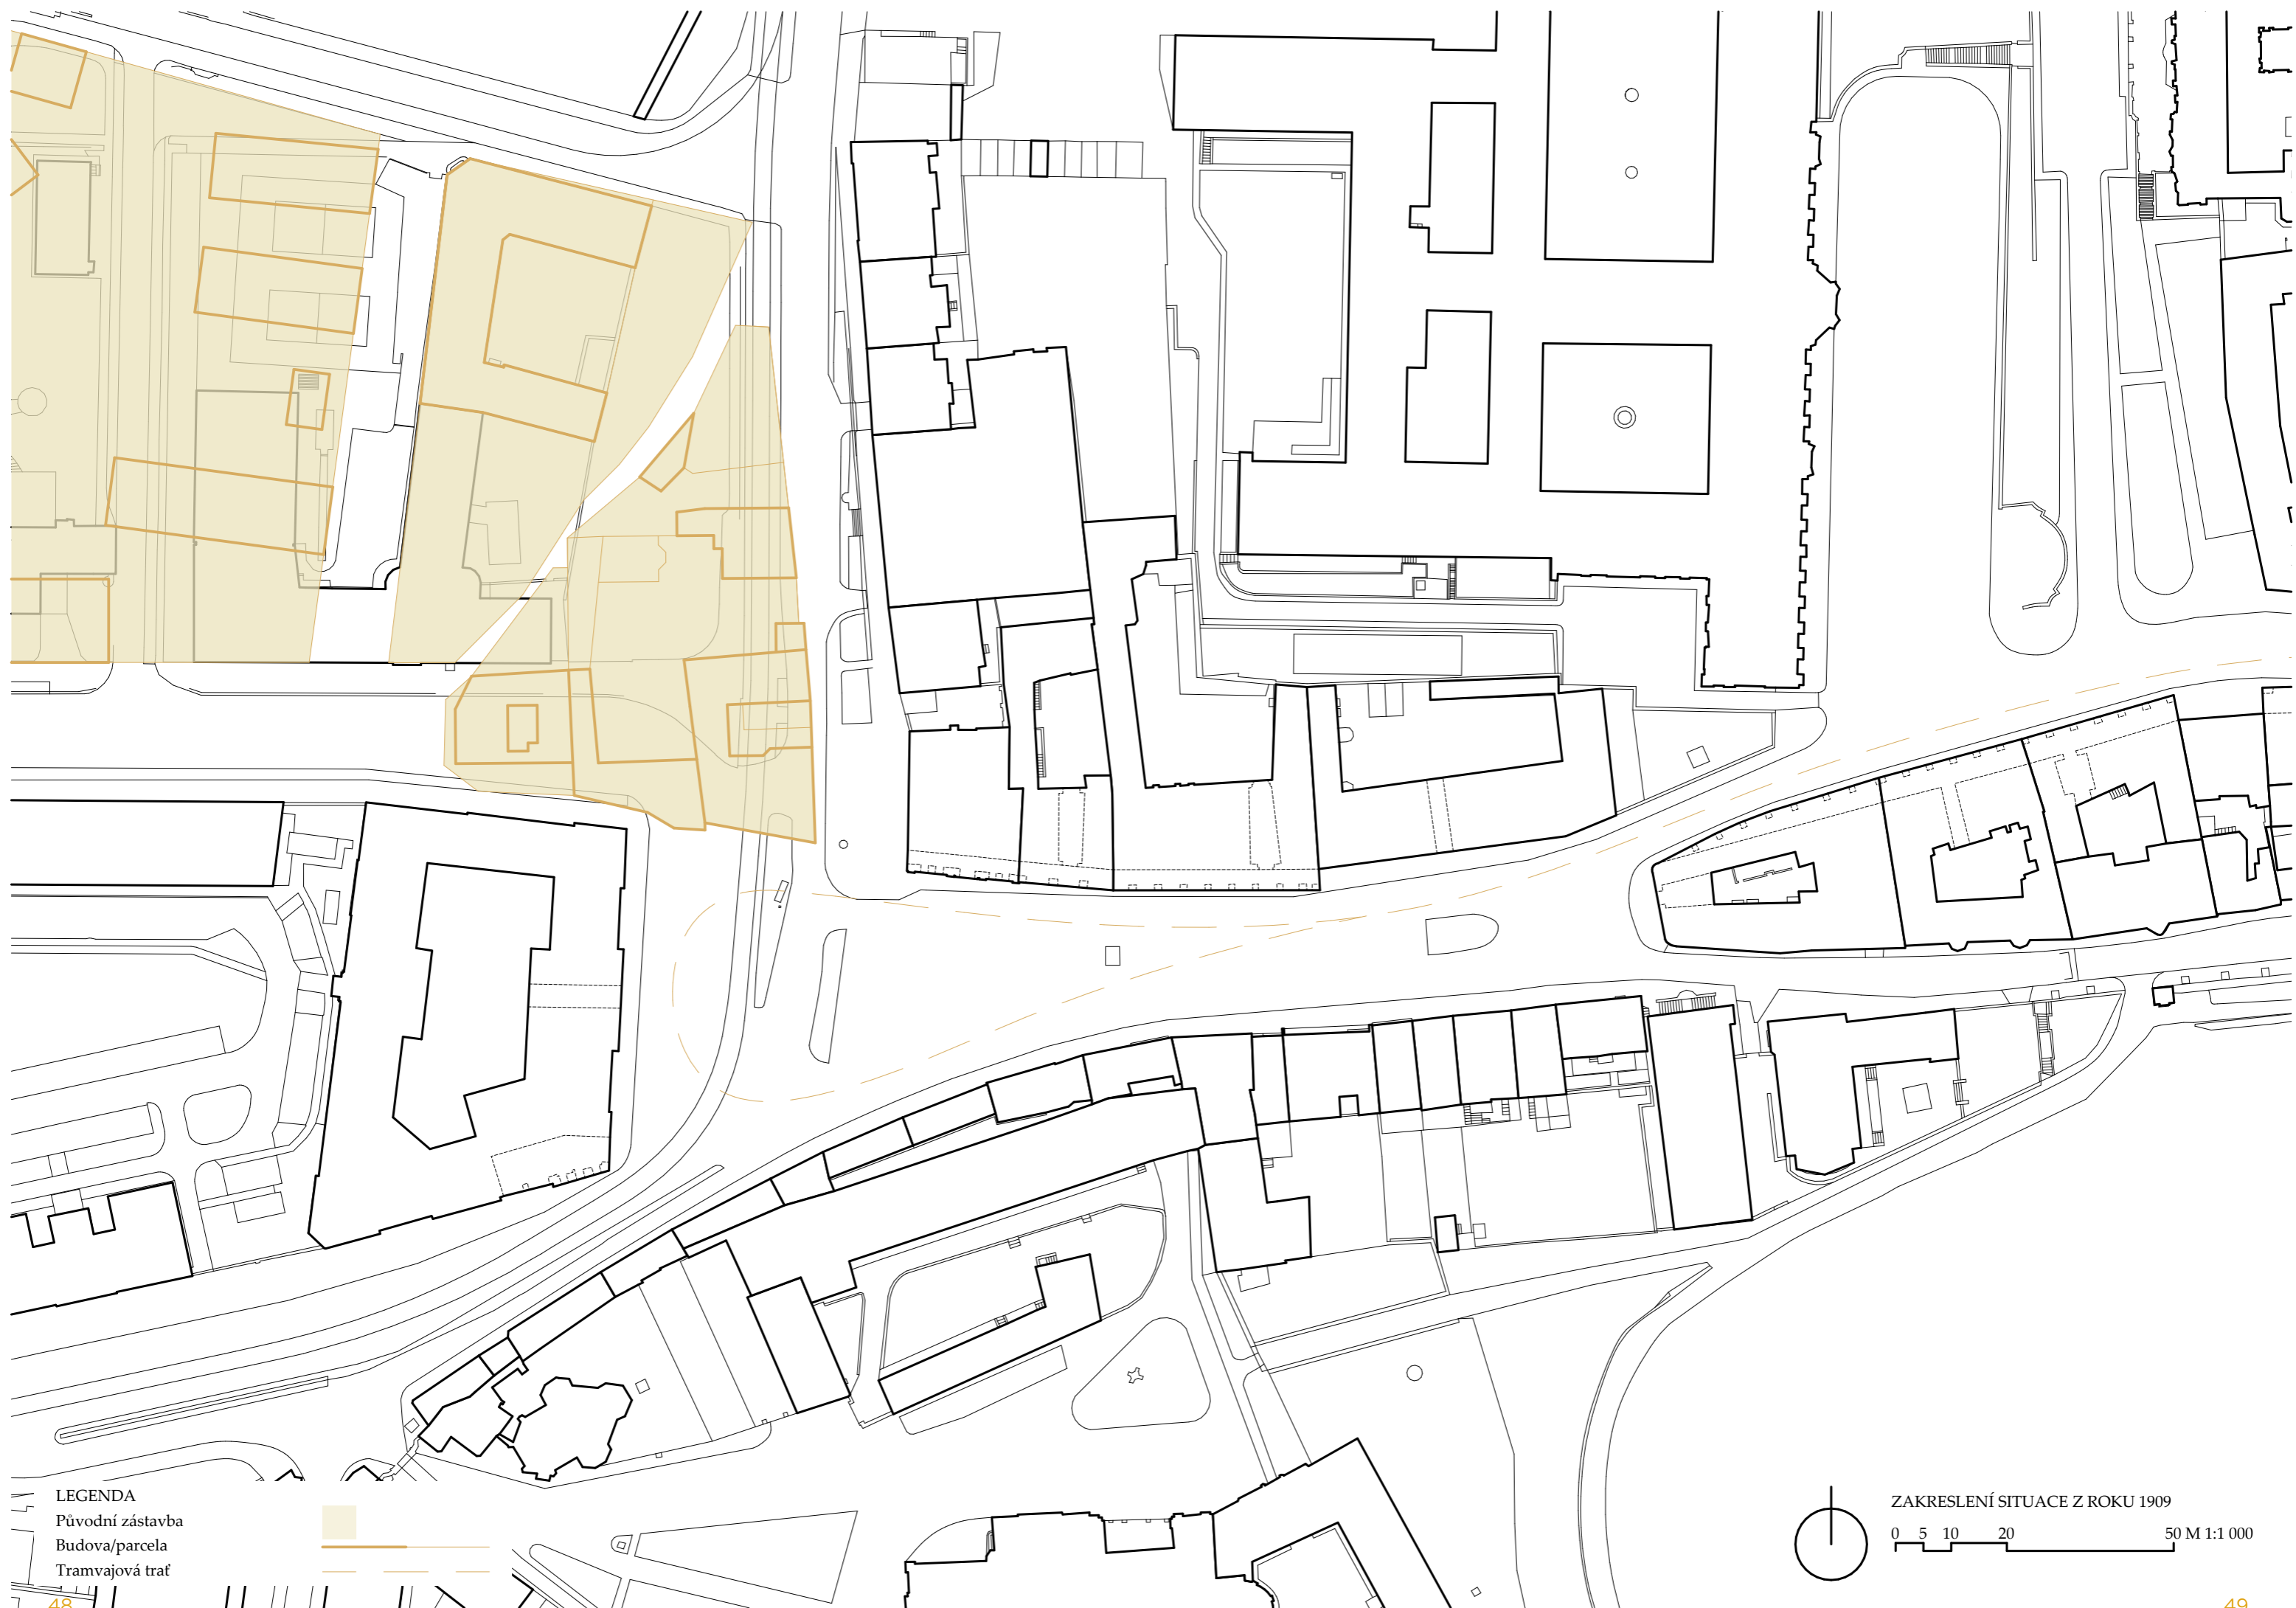 LEGENDA
Původní zástavba
Budova/parcela
Tramvajová trať
ZAKRESLENÍ SITUACE Z ROKU 1909
0 5 10 20 50 M 1:1 000
48
49